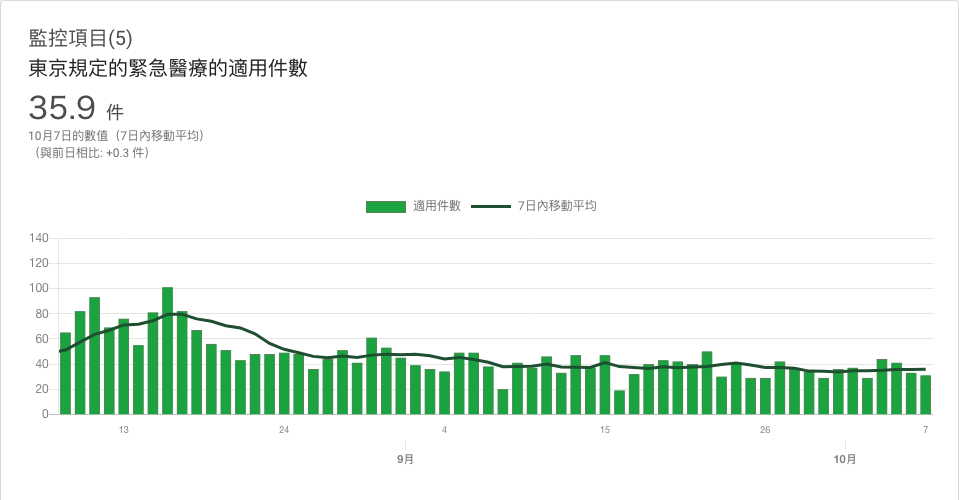 監控項目(5)
東京規定的緊急醫療的適用件數
35.9 件
10月7日的數值（7日內移動平均）
（與前日相比: +0.3 件）
適用件數 7日內移動平均
140
120
100
80
60
40
20
0
13 24 4 15 26 7
9月 10月